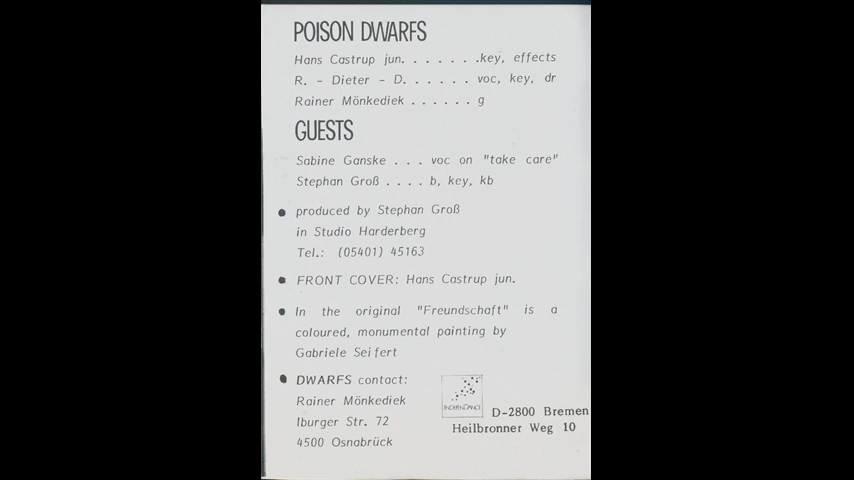 POISON DWARFS
Hans Castrup jun. . . . . . . .key, effects
R. - Dieter - D. . . . . . voc, key, dr
Rainer Mönkediek . . . . . . g
GUESTS
Sabine Ganske . . . voc on "take care"
Stephan Groß . . . . b, key, kb
● produced by Stephan Groß
in Studio Harderberg
Tel.: (05401) 45163
● FRONT COVER: Hans Castrup jun.
● In the original "Freundschaft" is a
coloured, monumental painting by
Gabriele Seifert
● DWARFS contact:
Rainer Mönkediek
Iburger Str. 72
4500 Osnabrück
INDEPENDANCE
D-2800 Bremen
Heilbronner Weg 10